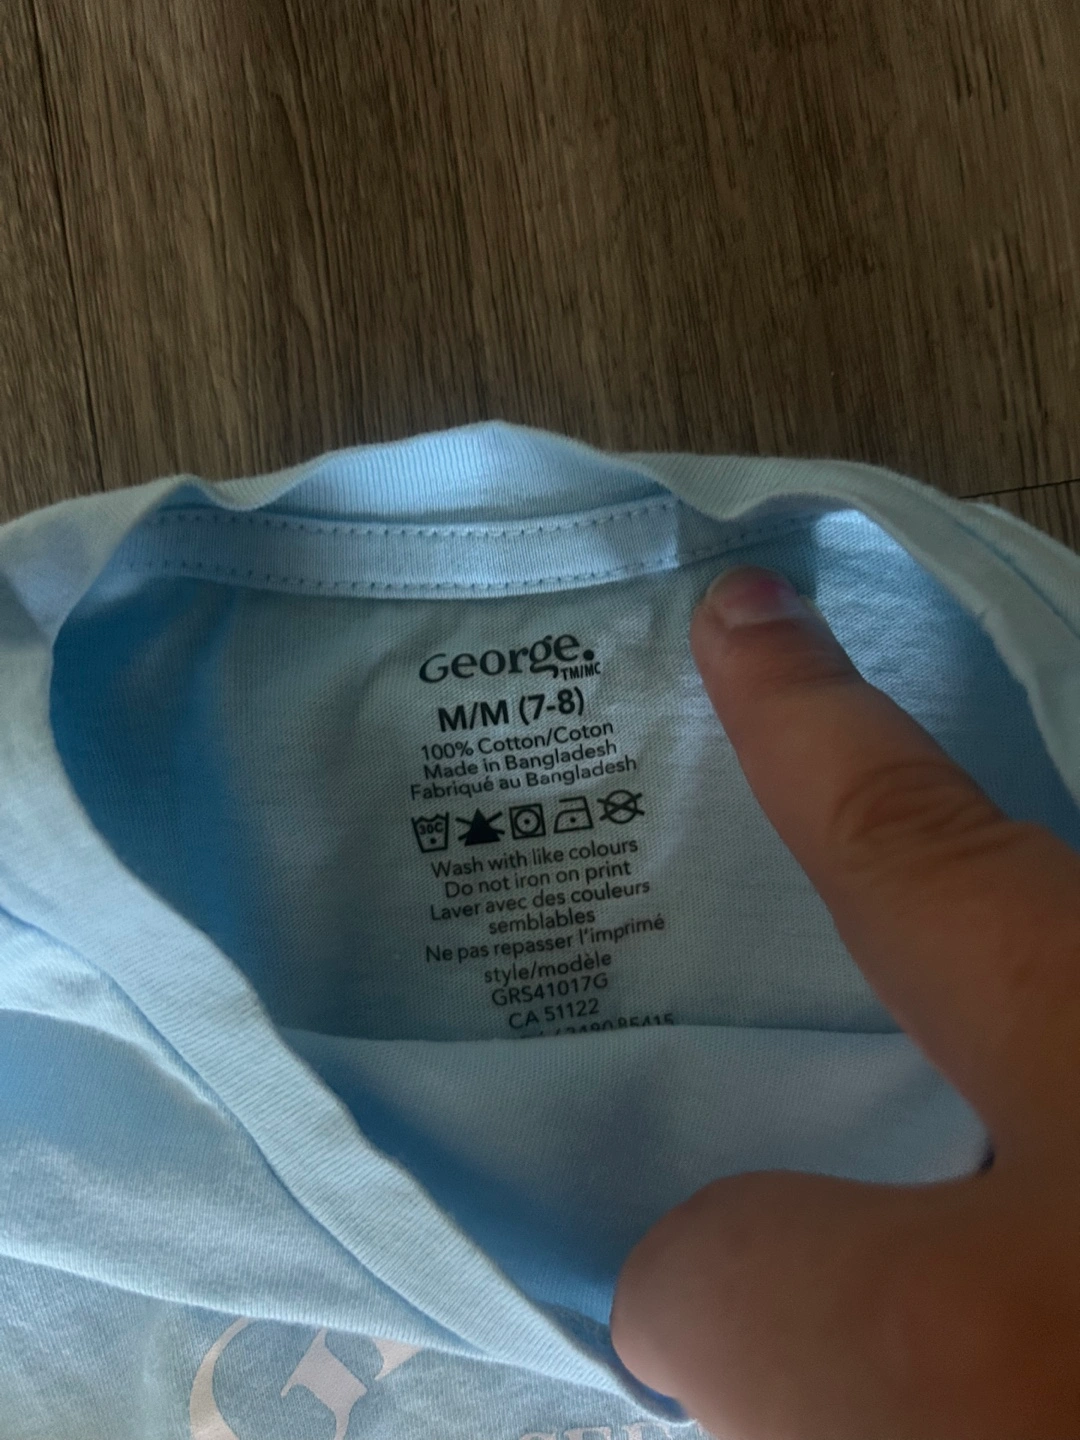 George.
TM/MC
M/M (7-8)
100% Cotton/Coton
Made in Bangladesh
Fabriqué au Bangladesh
30C
Wash with like colours
Do not iron on print
Laver avec des couleurs
semblables
Ne pas repasser l'imprimé
style/modèle
GRS41017G
CA 51122
85415